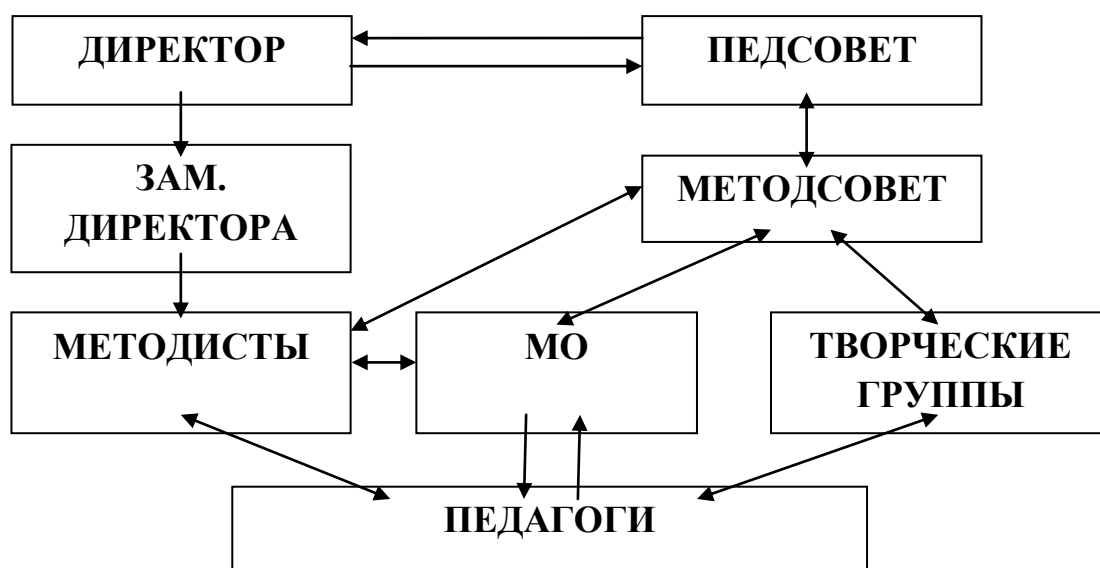 ДИРЕКТОР
ПЕДСОВЕТ
ЗАМ.
ДИРЕКТОРА
МЕТОДСОВЕТ
МЕТОДИСТЫ
МО
ТВОРЧЕСКИЕ
ГРУППЫ
ПЕДАГОГИ